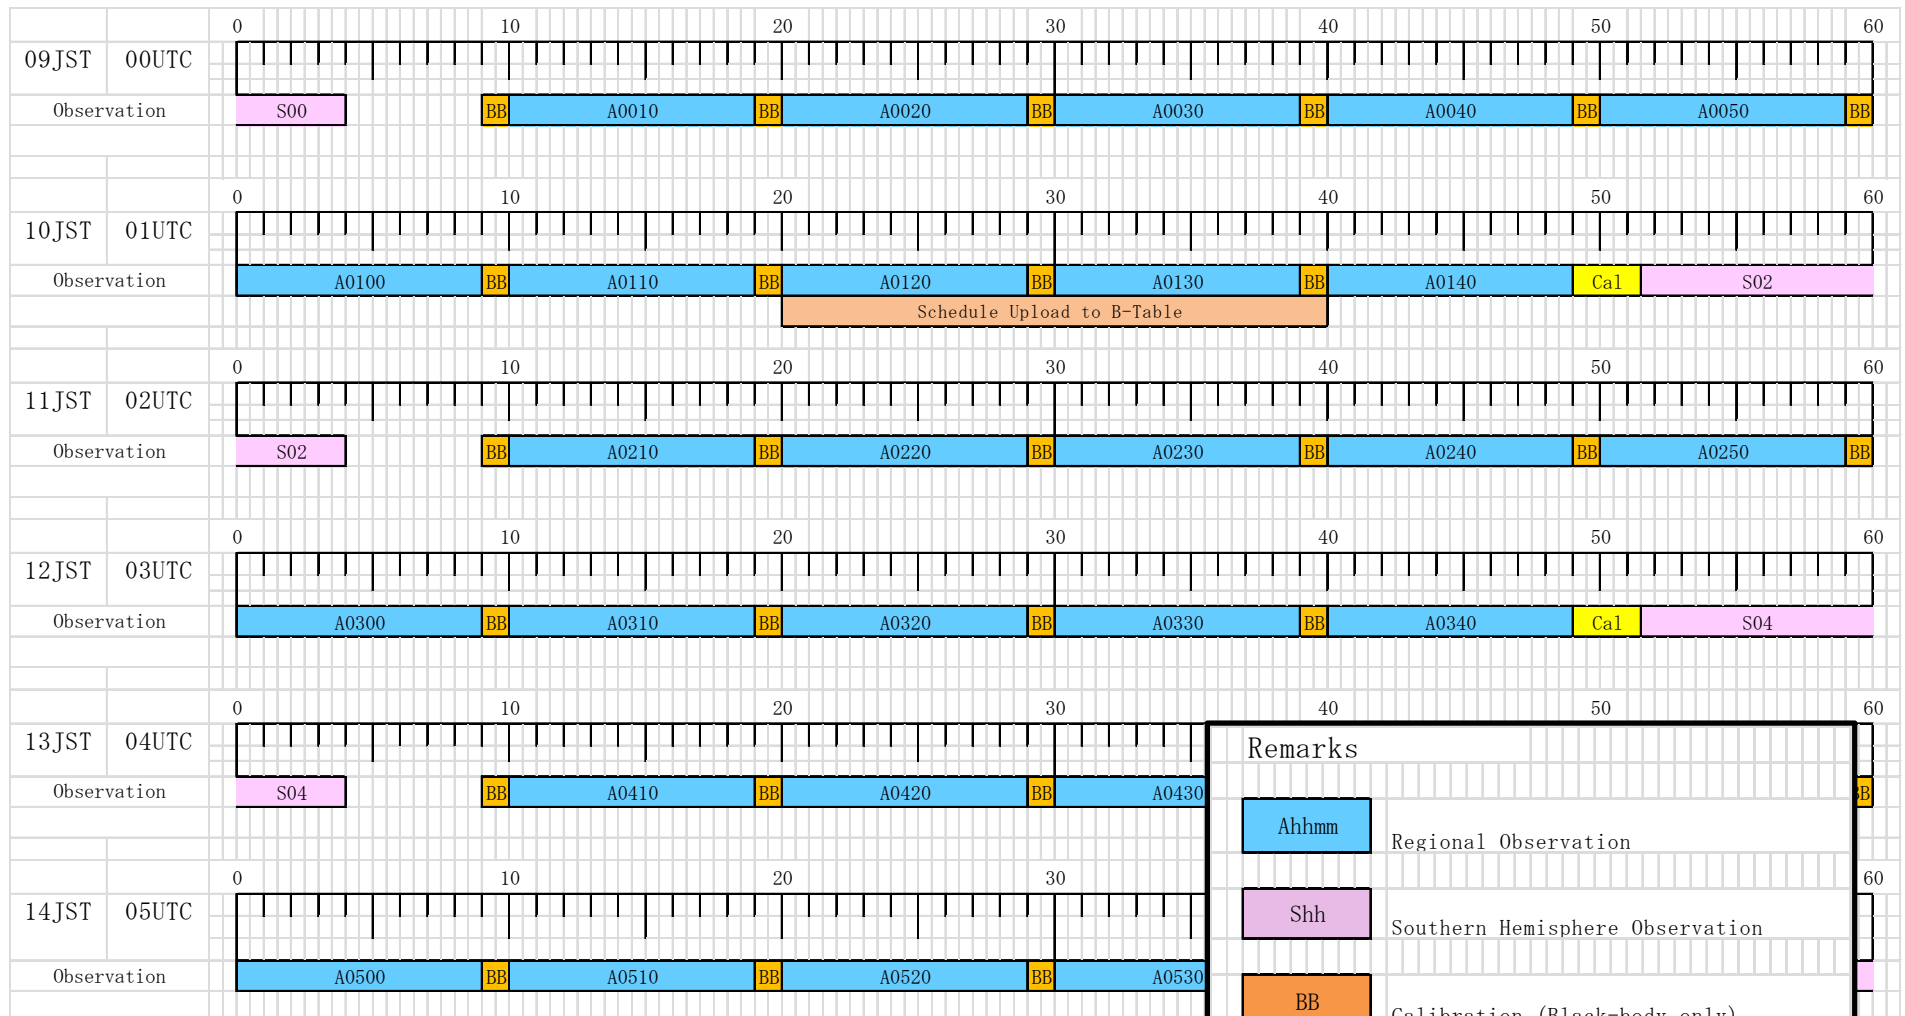 0 10 20 30 40 50 60
09JST 00UTC
Observation S00 BB A0010 BB A0020 BB A0030 BB A0040 BB A0050 BB
0 10 20 30 40 50 60
10JST 01UTC
Observation A0100 BB A0110 BB A0120 BB A0130 BB A0140 Cal S02
Schedule Upload to B-Table
0 10 20 30 40 50 60
11JST 02UTC
Observation S02 BB A0210 BB A0220 BB A0230 BB A0240 BB A0250 BB
0 10 20 30 40 50 60
12JST 03UTC
Observation A0300 BB A0310 BB A0320 BB A0330 BB A0340 Cal S04
0 10 20 30 40 50 60
13JST 04UTC
Observation S04 BB A0410 BB A0420 BB A0430 BB
0 10 20 30 60
14JST 05UTC
Observation A0500 BB A0510 BB A0520 BB A0530
Remarks
Ahhmm Regional Observation
Shh Southern Hemisphere Observation
BB Calibration (Black-body only)